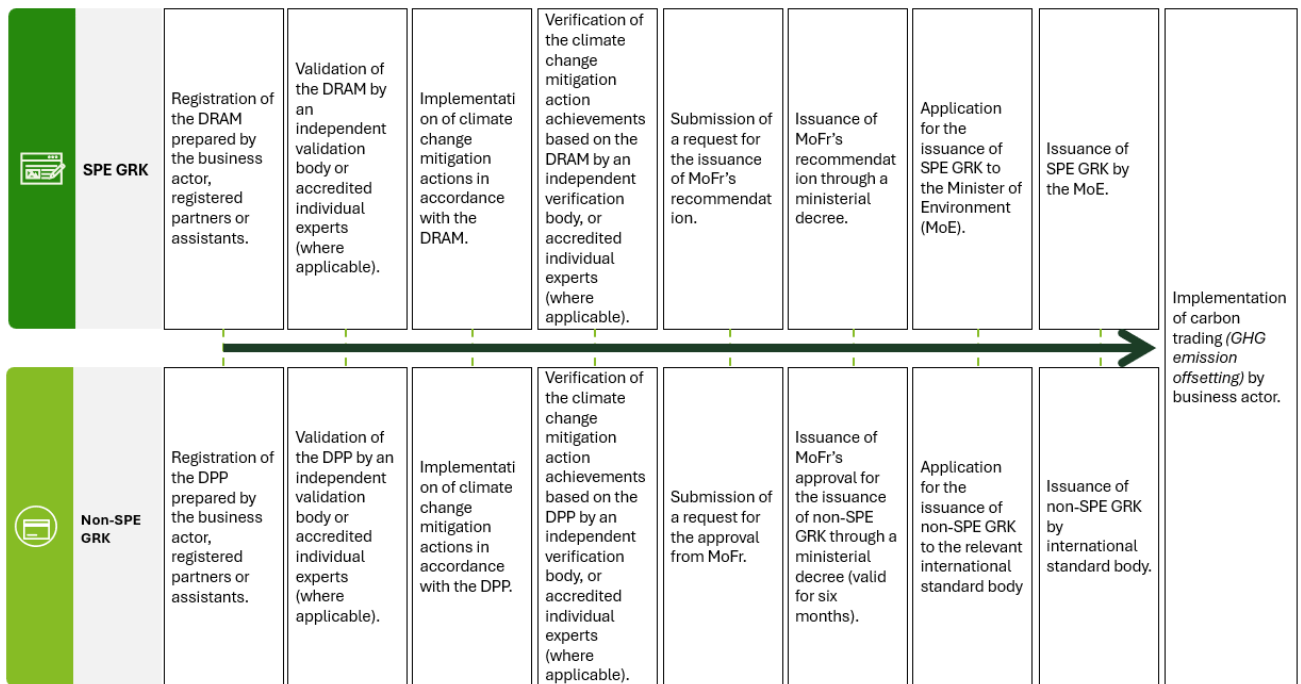 SPE GRK
Registration of
the DRAM
prepared by
the business
actor,
registered
partners or
assistants.
Validation of
the DRAM by
an
independent
validation
body or
accredited
individual
experts
(where
applicable).
Implementati
on of climate
change
mitigation
actions in
accordance
with the
DRAM.
Verification of
the climate
change
mitigation
action
achievements
based on the
DRAM by an
independent
verification
body, or
accredited
individual
experts
(where
applicable).
Submission of
a request for
the issuance
of MoFr's
recommendat
ion.
Issuance of
MoFr's
recommendat
ion through a
ministerial
decree.
Application
for the
issuance of
SPE GRK to
the Minister of
Environment
(MoE).
Issuance of
SPE GRK by
the MoE.
Implementation
of carbon
trading (GHG
emission
offsetting) by
business actor.
Non-SPE
GRK
Registration of
the DPP
prepared by
the business
actor,
registered
partners or
assistants.
Validation of
the DPP by an
independent
validation
body or
accredited
individual
experts
(where
applicable).
Implementati
on of climate
change
mitigation
actions in
accordance
with the DPP.
Verification of
the climate
change
mitigation
action
achievements
based on the
DPP by an
independent
verification
body, or
accredited
individual
experts
(where
applicable).
Submission of
a request for
the approval
from MoFr.
Issuance of
MoFr's
approval for
the issuance
of non-SPE
GRK through a
ministerial
decree (valid
for six
months).
Application
for the
issuance of
non-SPE GRK
to the relevant
international
standard body
Issuance of
non-SPE GRK
by
international
standard body.